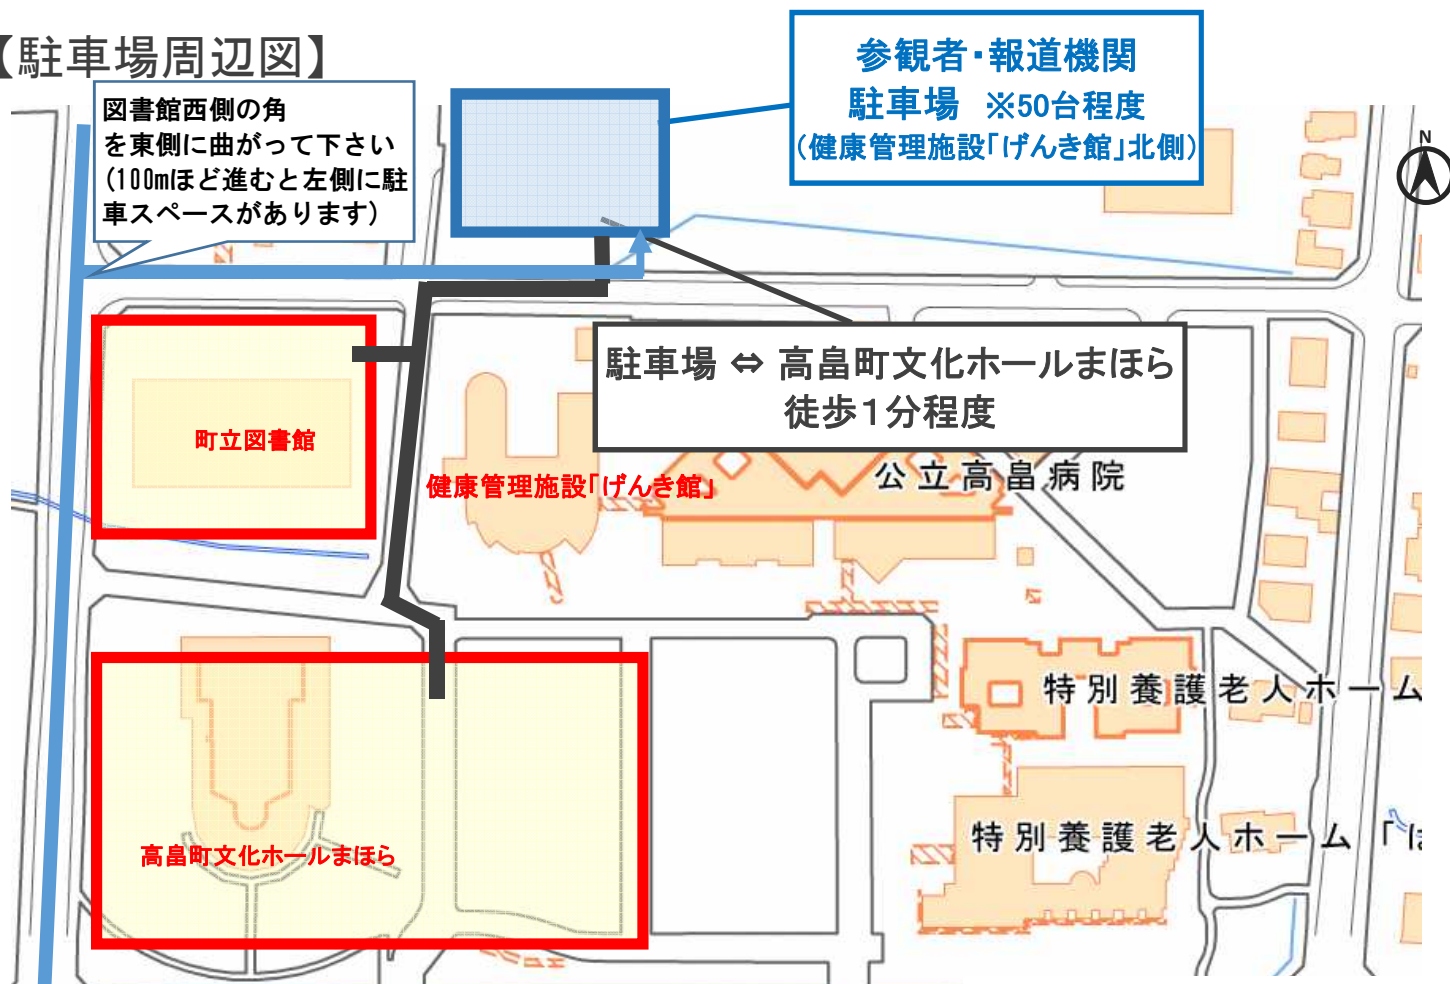 【駐車場周辺図】
図書館西側の角
を東側に曲がって下さい
(100mほど進むと左側に駐
車スペースがあります)
参観者・報道機関
駐車場 ※50台程度
(健康管理施設「げんき館」北側)
N
駐車場 ⇔ 高畠町文化ホールまほら
徒歩1分程度
町立図書館
健康管理施設「げんき館」
公立高畠病院
特別養護老人ホーム
高畠町文化ホールまほら
特別養護老人ホーム「は